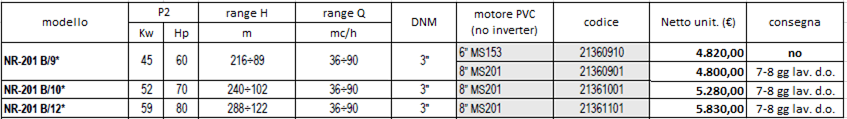 modello P2 range H range Q DNM motore PVC (no inverter) codice Netto unit. (€) consegna
Kw Hp m mc/h
NR-201 B/9* 45 60 216÷89 36÷90 3" 6" MS153 21360910 4.820,00 no
8" MS201 21360901 4.800,00 7-8 gg lav. d.o.
NR-201 B/10* 52 70 240÷102 36÷90 3" 8" MS201 21361001 5.280,00 7-8 gg lav. d.o.
NR-201 B/12* 59 80 288÷122 36÷90 3" 8" MS201 21361101 5.830,00 7-8 gg lav. d.o.